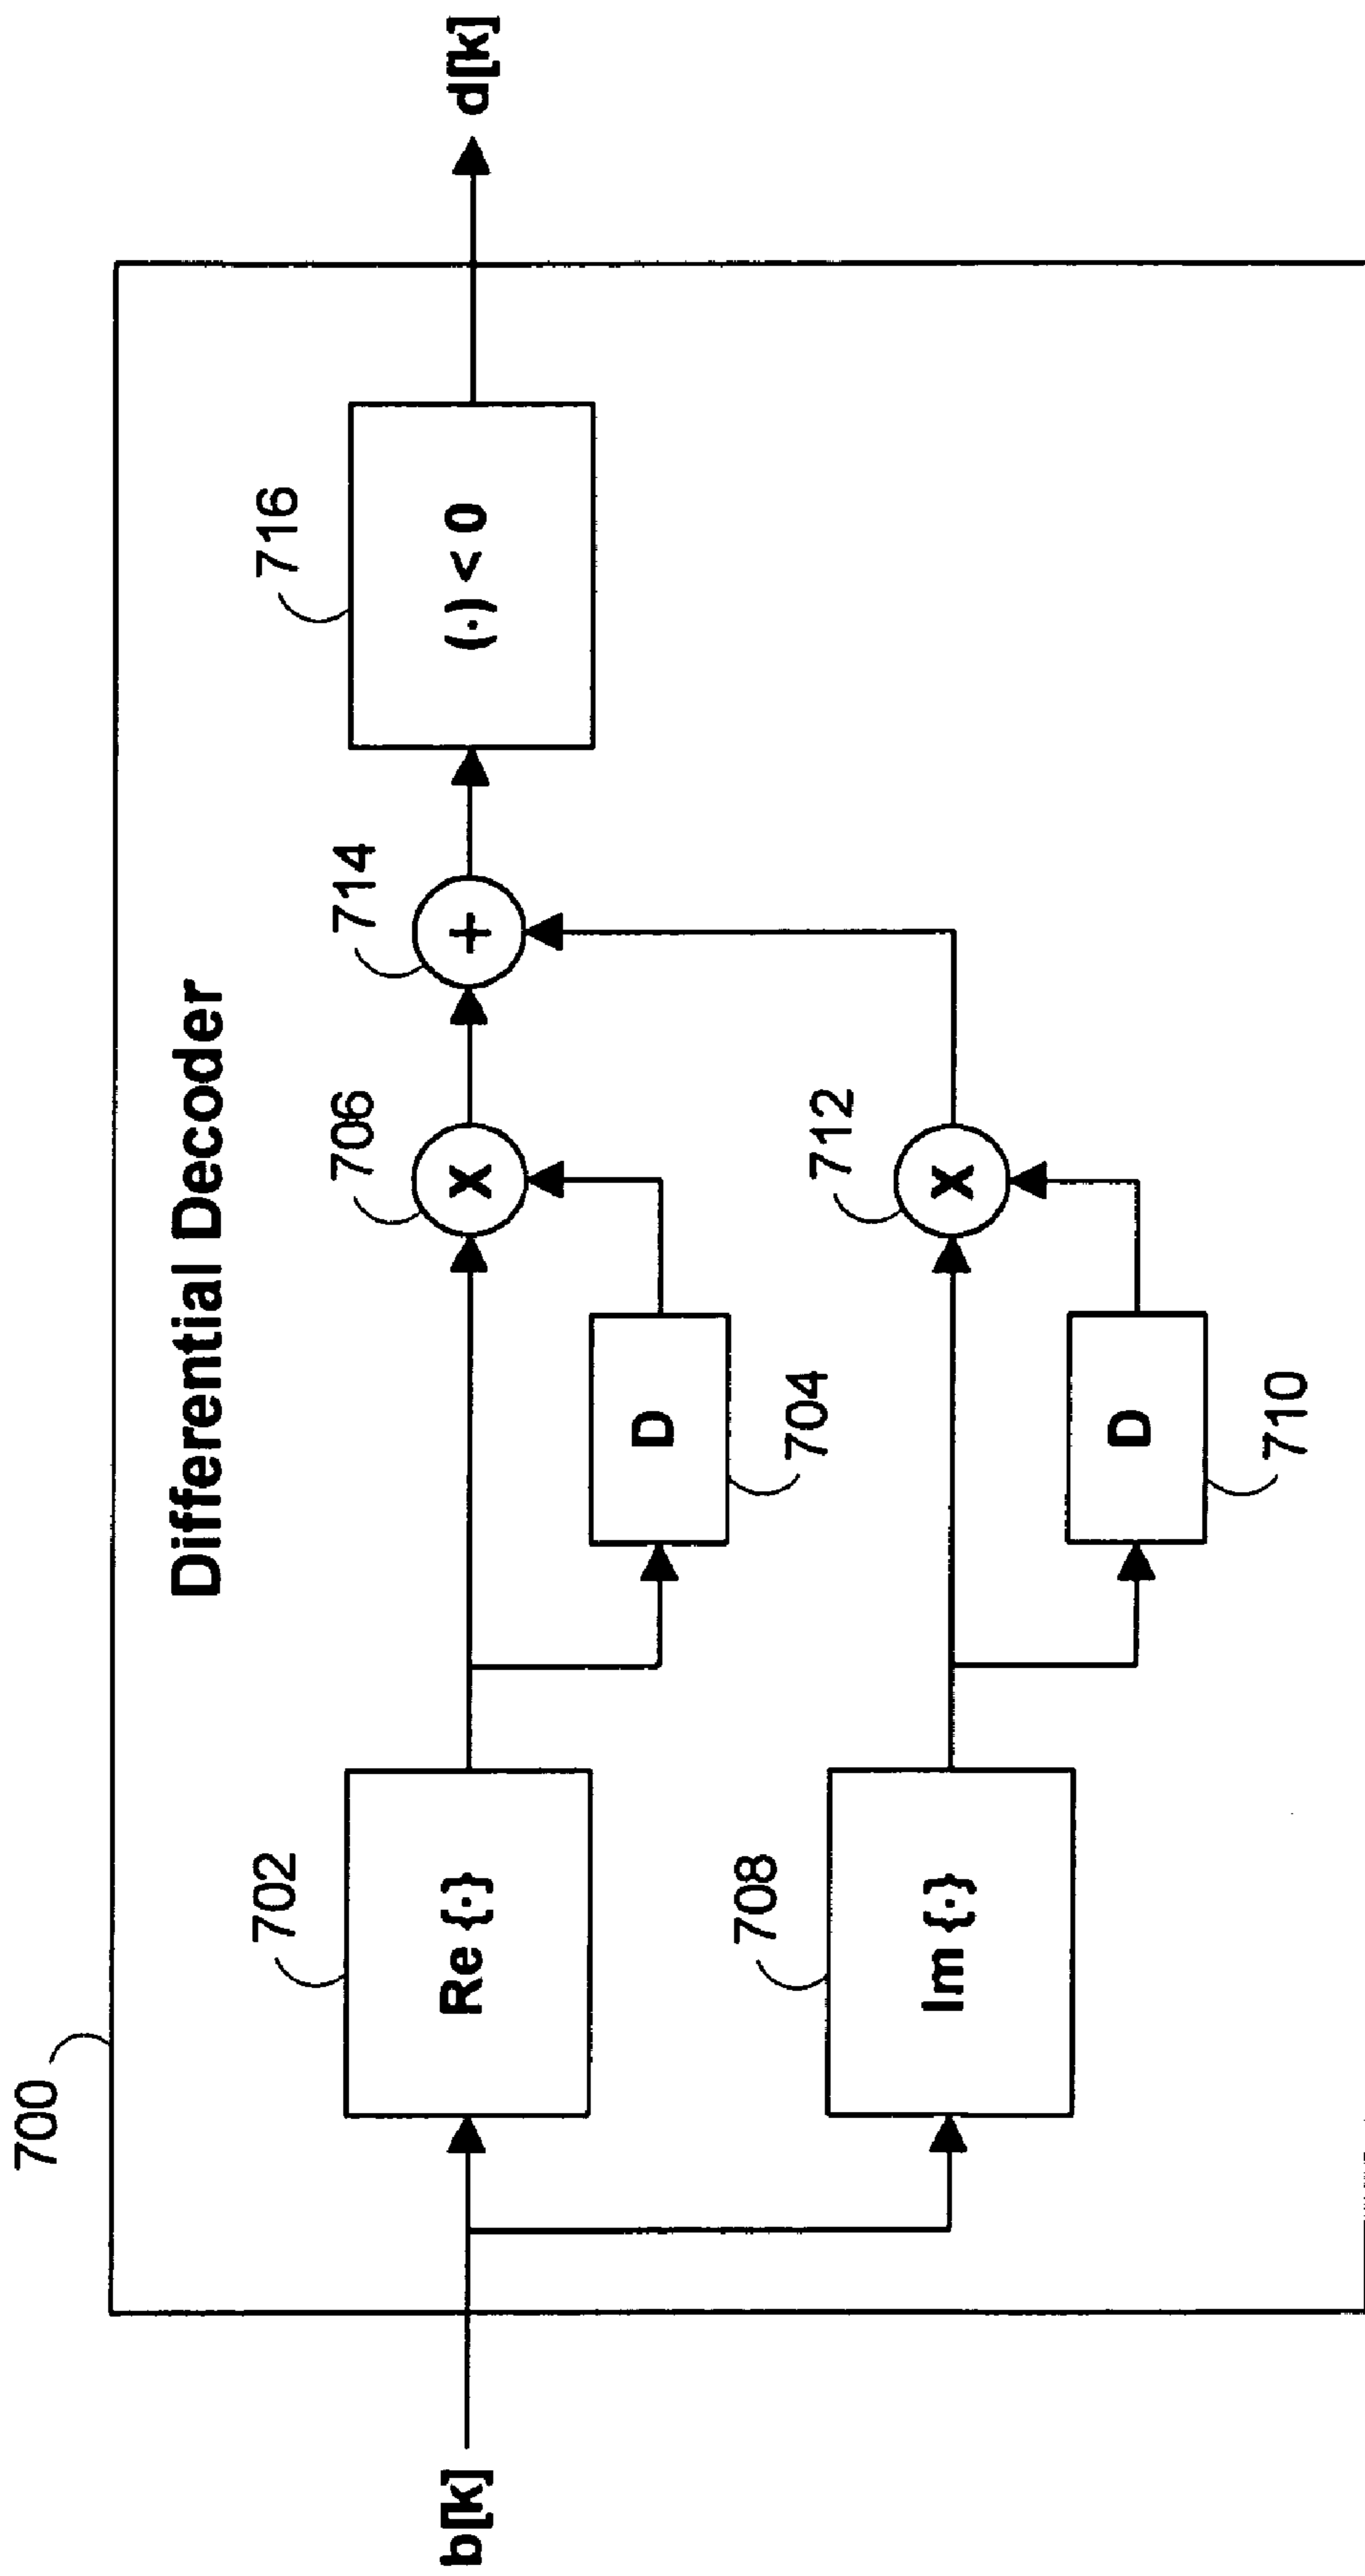 700
Differential Decoder
b[k]
702
Re {·}
704
D
706
X
714
+
716
(·) < 0
d[k]
708
Im {·}
710
D
712
X